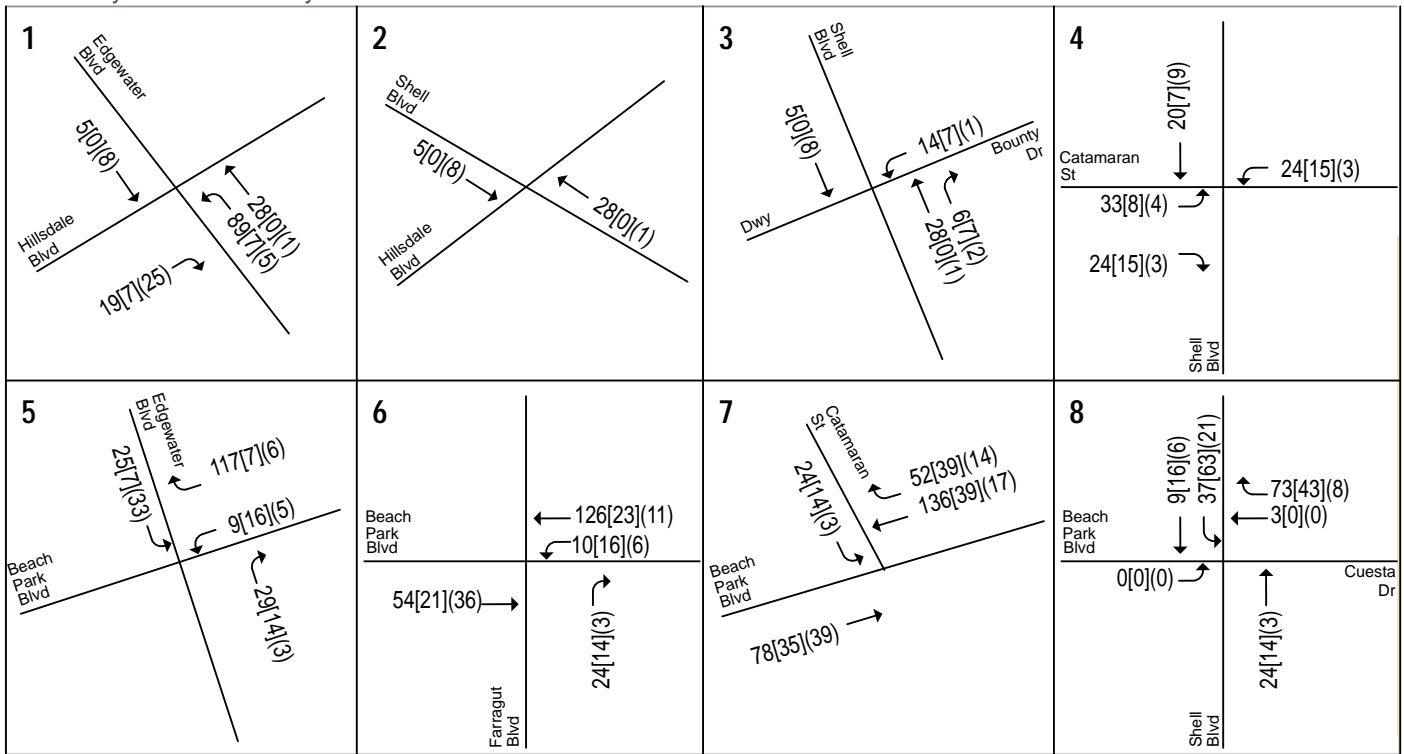 1
Edgewater
Blvd
5[0](8)
28[0](1)
89[7](5)
Hillsdale
Blvd
19[7](25)
2
Shell
Blvd
5[0](8)
28[0](1)
Hillsdale
Blvd
3
Shell
Blvd
5[0](8)
14[7](1)
Bounty
Dr
6[7](2)
28[0](1)
Dwy
4
20[7](9)
Catamaran
St
24[15](3)
33[8](4)
24[15](3)
Shell
Blvd
5
Edgewater
Blvd
25[7](33)
117[7](6)
9[16](5)
Beach
Park
Blvd
29[14](3)
6
Beach
Park
Blvd
126[23](11)
10[16](6)
54[21](36)
24[14](3)
Farragut
Blvd
7
Catamaran
St
24[14](3)
52[39](14)
136[39](17)
Beach
Park
Blvd
78[35](39)
8
9[16](6)
37[63](21)
73[43](8)
3[0](0)
Beach
Park
Blvd
0[0](0)
Cuesta
Dr
24[14](3)
Shell
Blvd